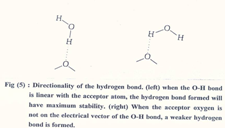 H
O
H
O
H
O
H
O
Fig (5) : Directionality of the hydrogen bond. (left) when the O-H bond
is linear with the acceptor atom, the hydrogen bond formed will
have maximum stability. (right) When the acceptor oxygen is
not on the electrical vector of the O-H bond, a weaker hydrogen
bond is formed.